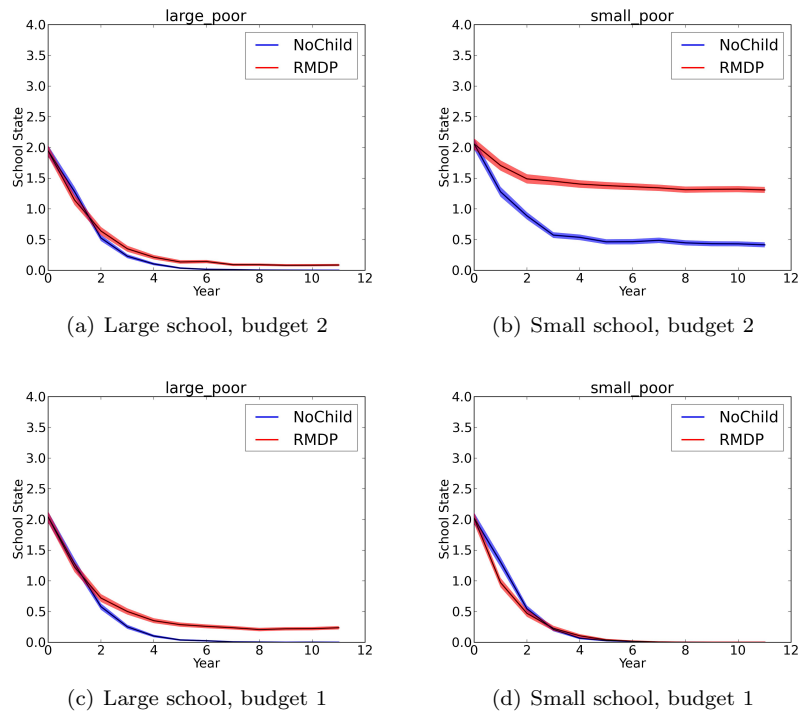 large_poor
NoChild
RMDP
School State
4.0
3.5
3.0
2.5
2.0
1.5
1.0
0.5
0.0
0 2 4 6 8 10 12
Year
(a) Large school, budget 2
small_poor
NoChild
RMDP
School State
4.0
3.5
3.0
2.5
2.0
1.5
1.0
0.5
0.0
0 2 4 6 8 10 12
Year
(b) Small school, budget 2
large_poor
NoChild
RMDP
School State
4.0
3.5
3.0
2.5
2.0
1.5
1.0
0.5
0.0
0 2 4 6 8 10 12
Year
(c) Large school, budget 1
small_poor
NoChild
RMDP
School State
4.0
3.5
3.0
2.5
2.0
1.5
1.0
0.5
0.0
0 2 4 6 8 10 12
Year
(d) Small school, budget 1